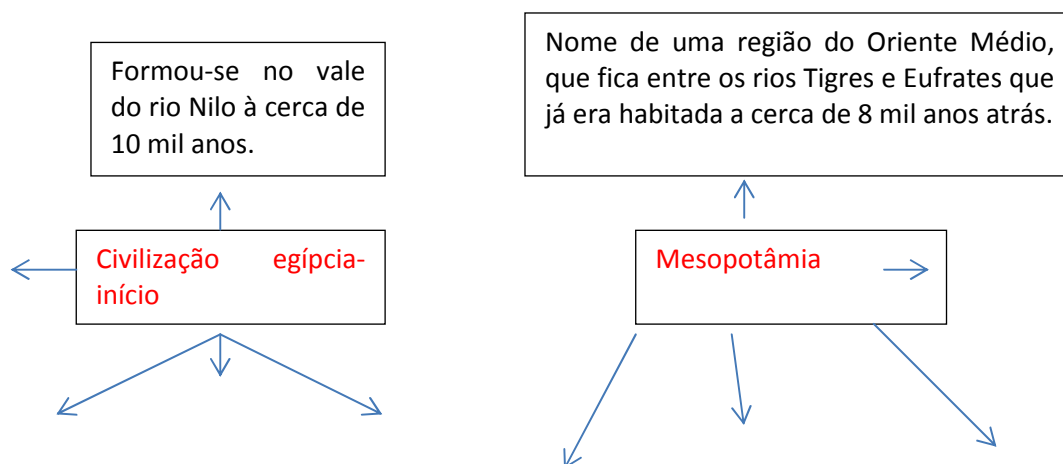 Formou-se no vale
do rio Nilo à cerca de
10 mil anos.
Civilização egípcia-
início
Nome de uma região do Oriente Médio,
que fica entre os rios Tigres e Eufrates que
já era habitada a cerca de 8 mil anos atrás.
Mesopotâmia